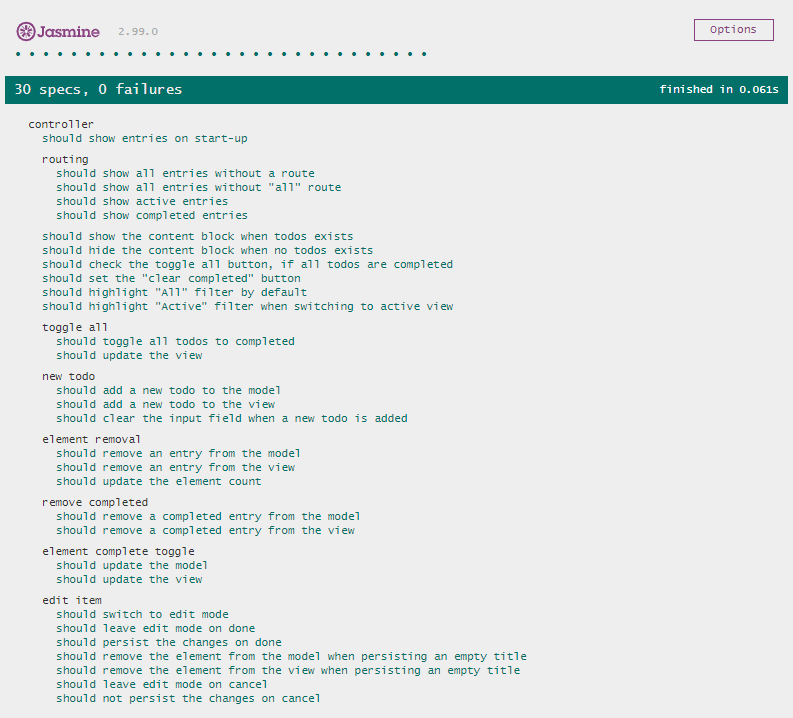 Jasmine 2.99.0 Options
30 specs, 0 failures finished in 0.061s
controller
should show entries on start-up
routing
should show all entries without a route
should show all entries without "all" route
should show active entries
should show completed entries
should show the content block when todos exists
should hide the content block when no todos exists
should check the toggle all button, if all todos are completed
should set the "clear completed" button
should highlight "All" filter by default
should highlight "Active" filter when switching to active view
toggle all
should toggle all todos to completed
should update the view
new todo
should add a new todo to the model
should add a new todo to the view
should clear the input field when a new todo is added
element removal
should remove an entry from the model
should remove an entry from the view
should update the element count
remove completed
should remove a completed entry from the model
should remove a completed entry from the view
element complete toggle
should update the model
should update the view
edit item
should switch to edit mode
should leave edit mode on done
should persist the changes on done
should remove the element from the model when persisting an empty title
should remove the element from the view when persisting an empty title
should leave edit mode on cancel
should not persist the changes on cancel